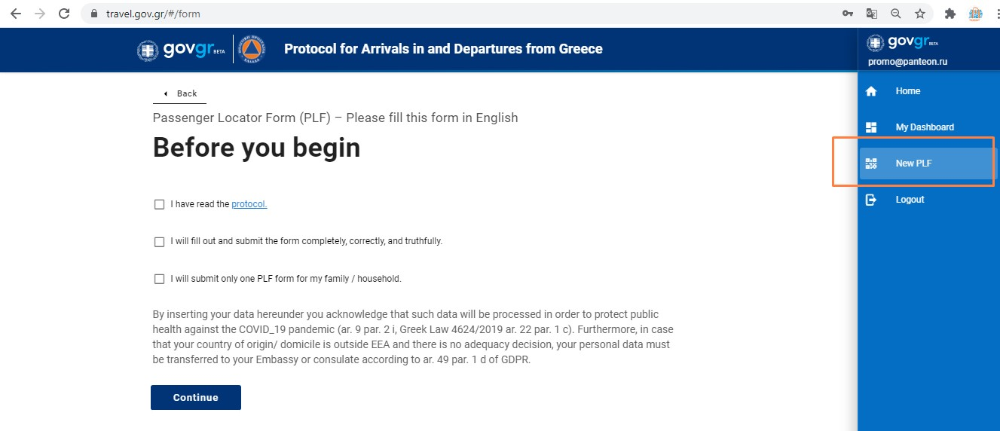 travel.gov.gr/#/form
govgr BETA
Protocol for Arrivals in and Departures from Greece
govgr BETA
promo@panteon.ru
Back
Passenger Locator Form (PLF) – Please fill this form in English
Before you begin
I have read the protocol.
I will fill out and submit the form completely, correctly, and truthfully.
I will submit only one PLF form for my family / household.
By inserting your data hereunder you acknowledge that such data will be processed in order to protect public
health against the COVID_19 pandemic (ar. 9 par. 2 i, Greek Law 4624/2019 ar. 22 par. 1 c). Furthermore, in case
that your country of origin/ domicile is outside EEA and there is no adequacy decision, your personal data must
be transferred to your Embassy or consulate according to ar. 49 par. 1 d of GDPR.
Continue
Home
My Dashboard
New PLF
Logout